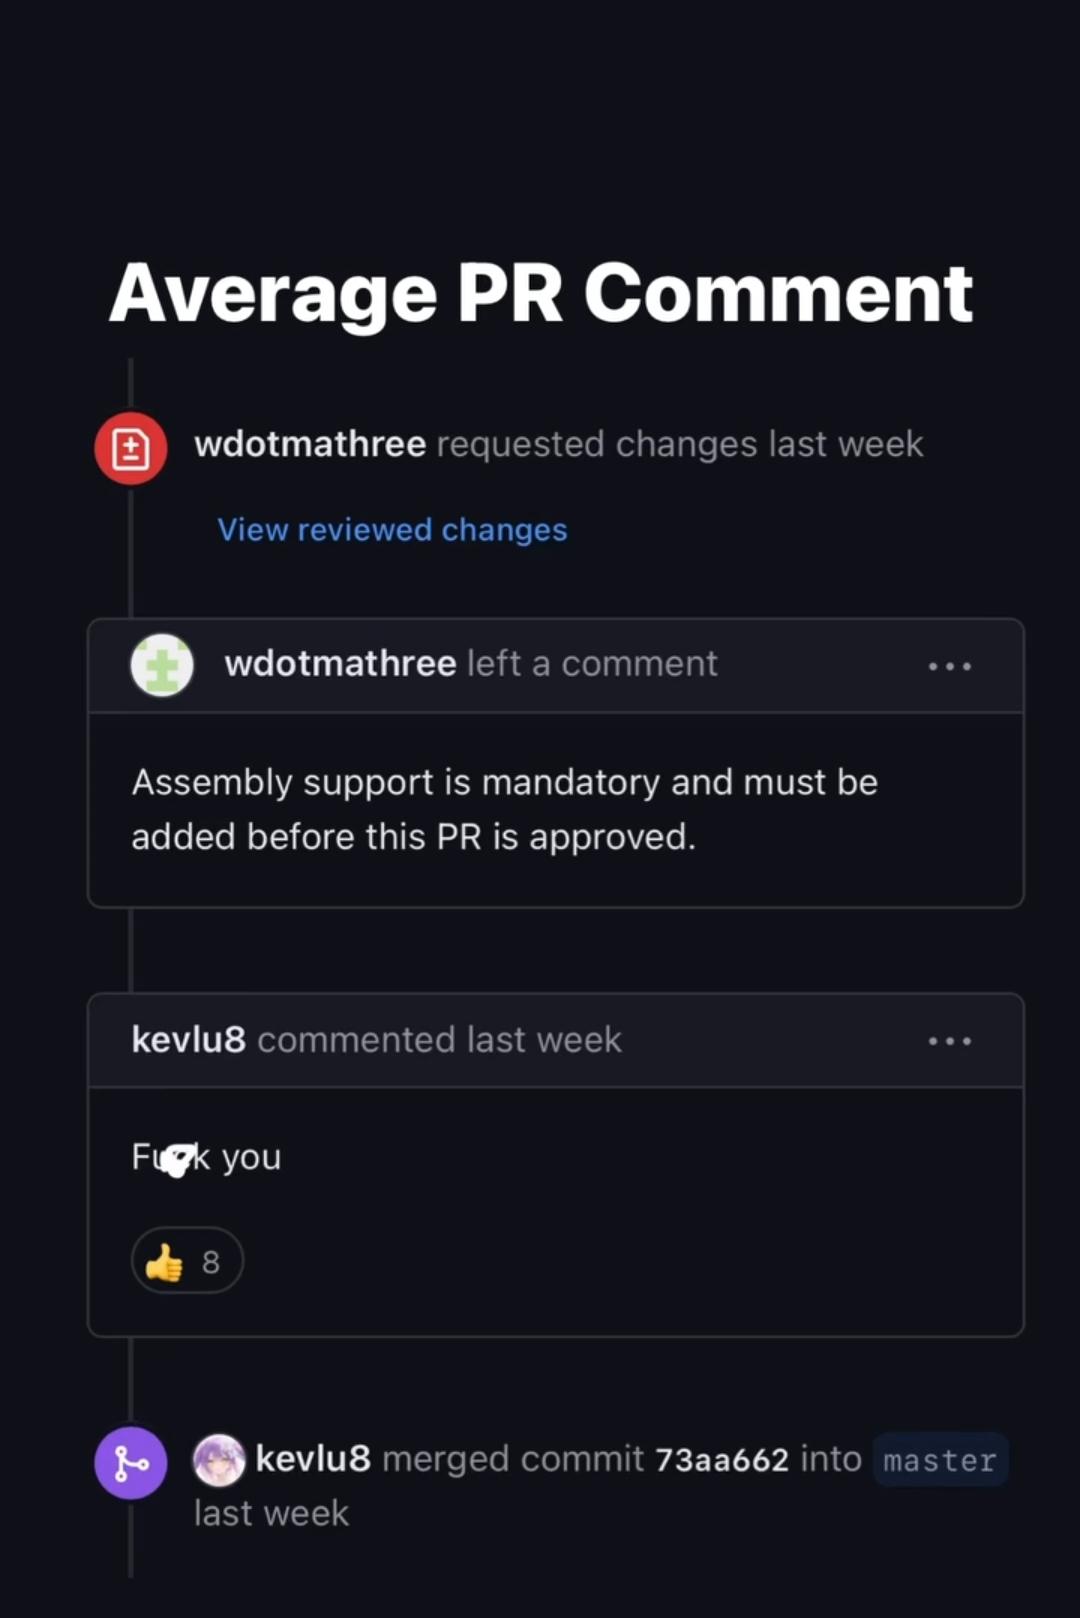 Average PR Comment
wdotmathree requested changes last week
View reviewed changes
wdotmathree left a comment
Assembly support is mandatory and must be
added before this PR is approved.
kevlu8 commented last week
you
👍 8
kevlu8 merged commit 73aa662 into master
last week